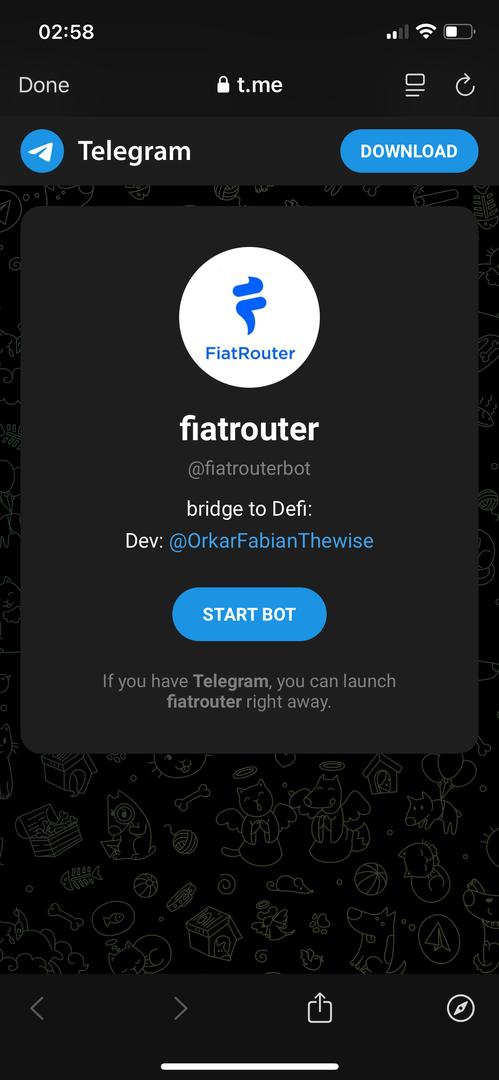 02:58
Done
t.me
Telegram
DOWNLOAD
FiatRouter
fiatrouter
@fiatrouterbot
bridge to Defi:
Dev: @OrkarFabianThewise
START BOT
If you have Telegram, you can launch
fiatrouter right away.